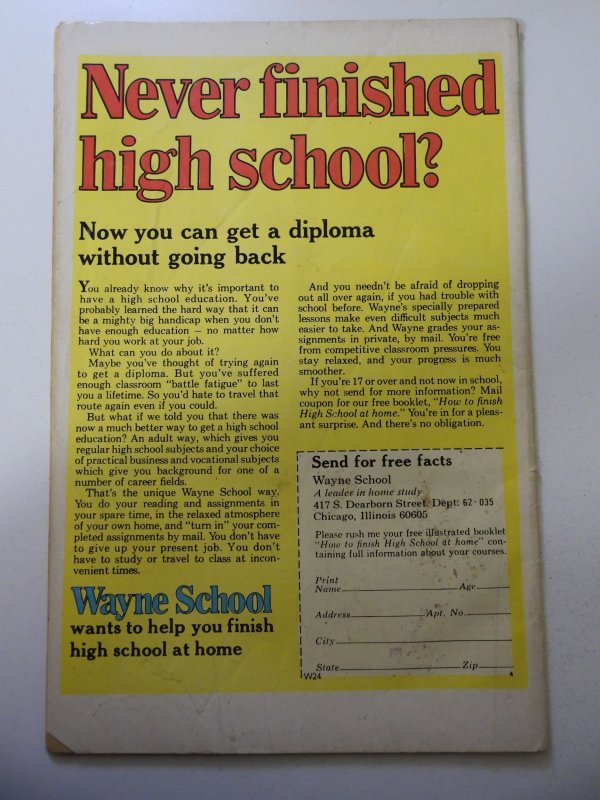 Never finished
high school?
Now you can get a diploma
without going back
You already know why it's important to
have a high school education. You've
probably learned the hard way that it can
be a mighty big handicap when you don't
have enough education – no matter how
hard you work at your job.
What can you do about it?
Maybe you've thought of trying again
to get a diploma. But you've suffered
enough classroom "battle fatigue" to last
you a lifetime. So you'd hate to travel that
route again even if you could.
But what if we told you that there was
now a much better way to get a high school
education? An adult way, which gives you
regular high school subjects and your choice
of practical business and vocational subjects
which give you background for one of a
number of career fields.
That's the unique Wayne School way.
You do your reading and assignments in
your spare time, in the relaxed atmosphere
of your own home, and "turn in" your com-
pleted assignments by mail. You don't have
to give up your present job. You don't
have to study or travel to class at incon-
venient times.
Wayne School
wants to help you finish
high school at home
And you needn't be afraid of dropping
out all over again, if you had trouble with
school before. Wayne's specially prepared
lessons make even difficult subjects much
easier to take. And Wayne grades your as-
signments in private, by mail. You're free
from competitive classroom pressures. You
stay relaxed, and your progress is much
smoother.
If you're 17 or over and not now in school,
why not send for more information? Mail
coupon for our free booklet, "How to finish
High School at home." You're in for a pleas-
ant surprise. And there's no obligation.
Send for free facts
Wayne School
A leader in home study
417 S. Dearborn Street, Dept. 62-035
Chicago, Illinois 60605
Please rush me your free illustrated booklet
"How to finish High School at home" con-
taining full information about your courses.
Print
Name Age
Address Apt. No.
City
State Zip
W24 4